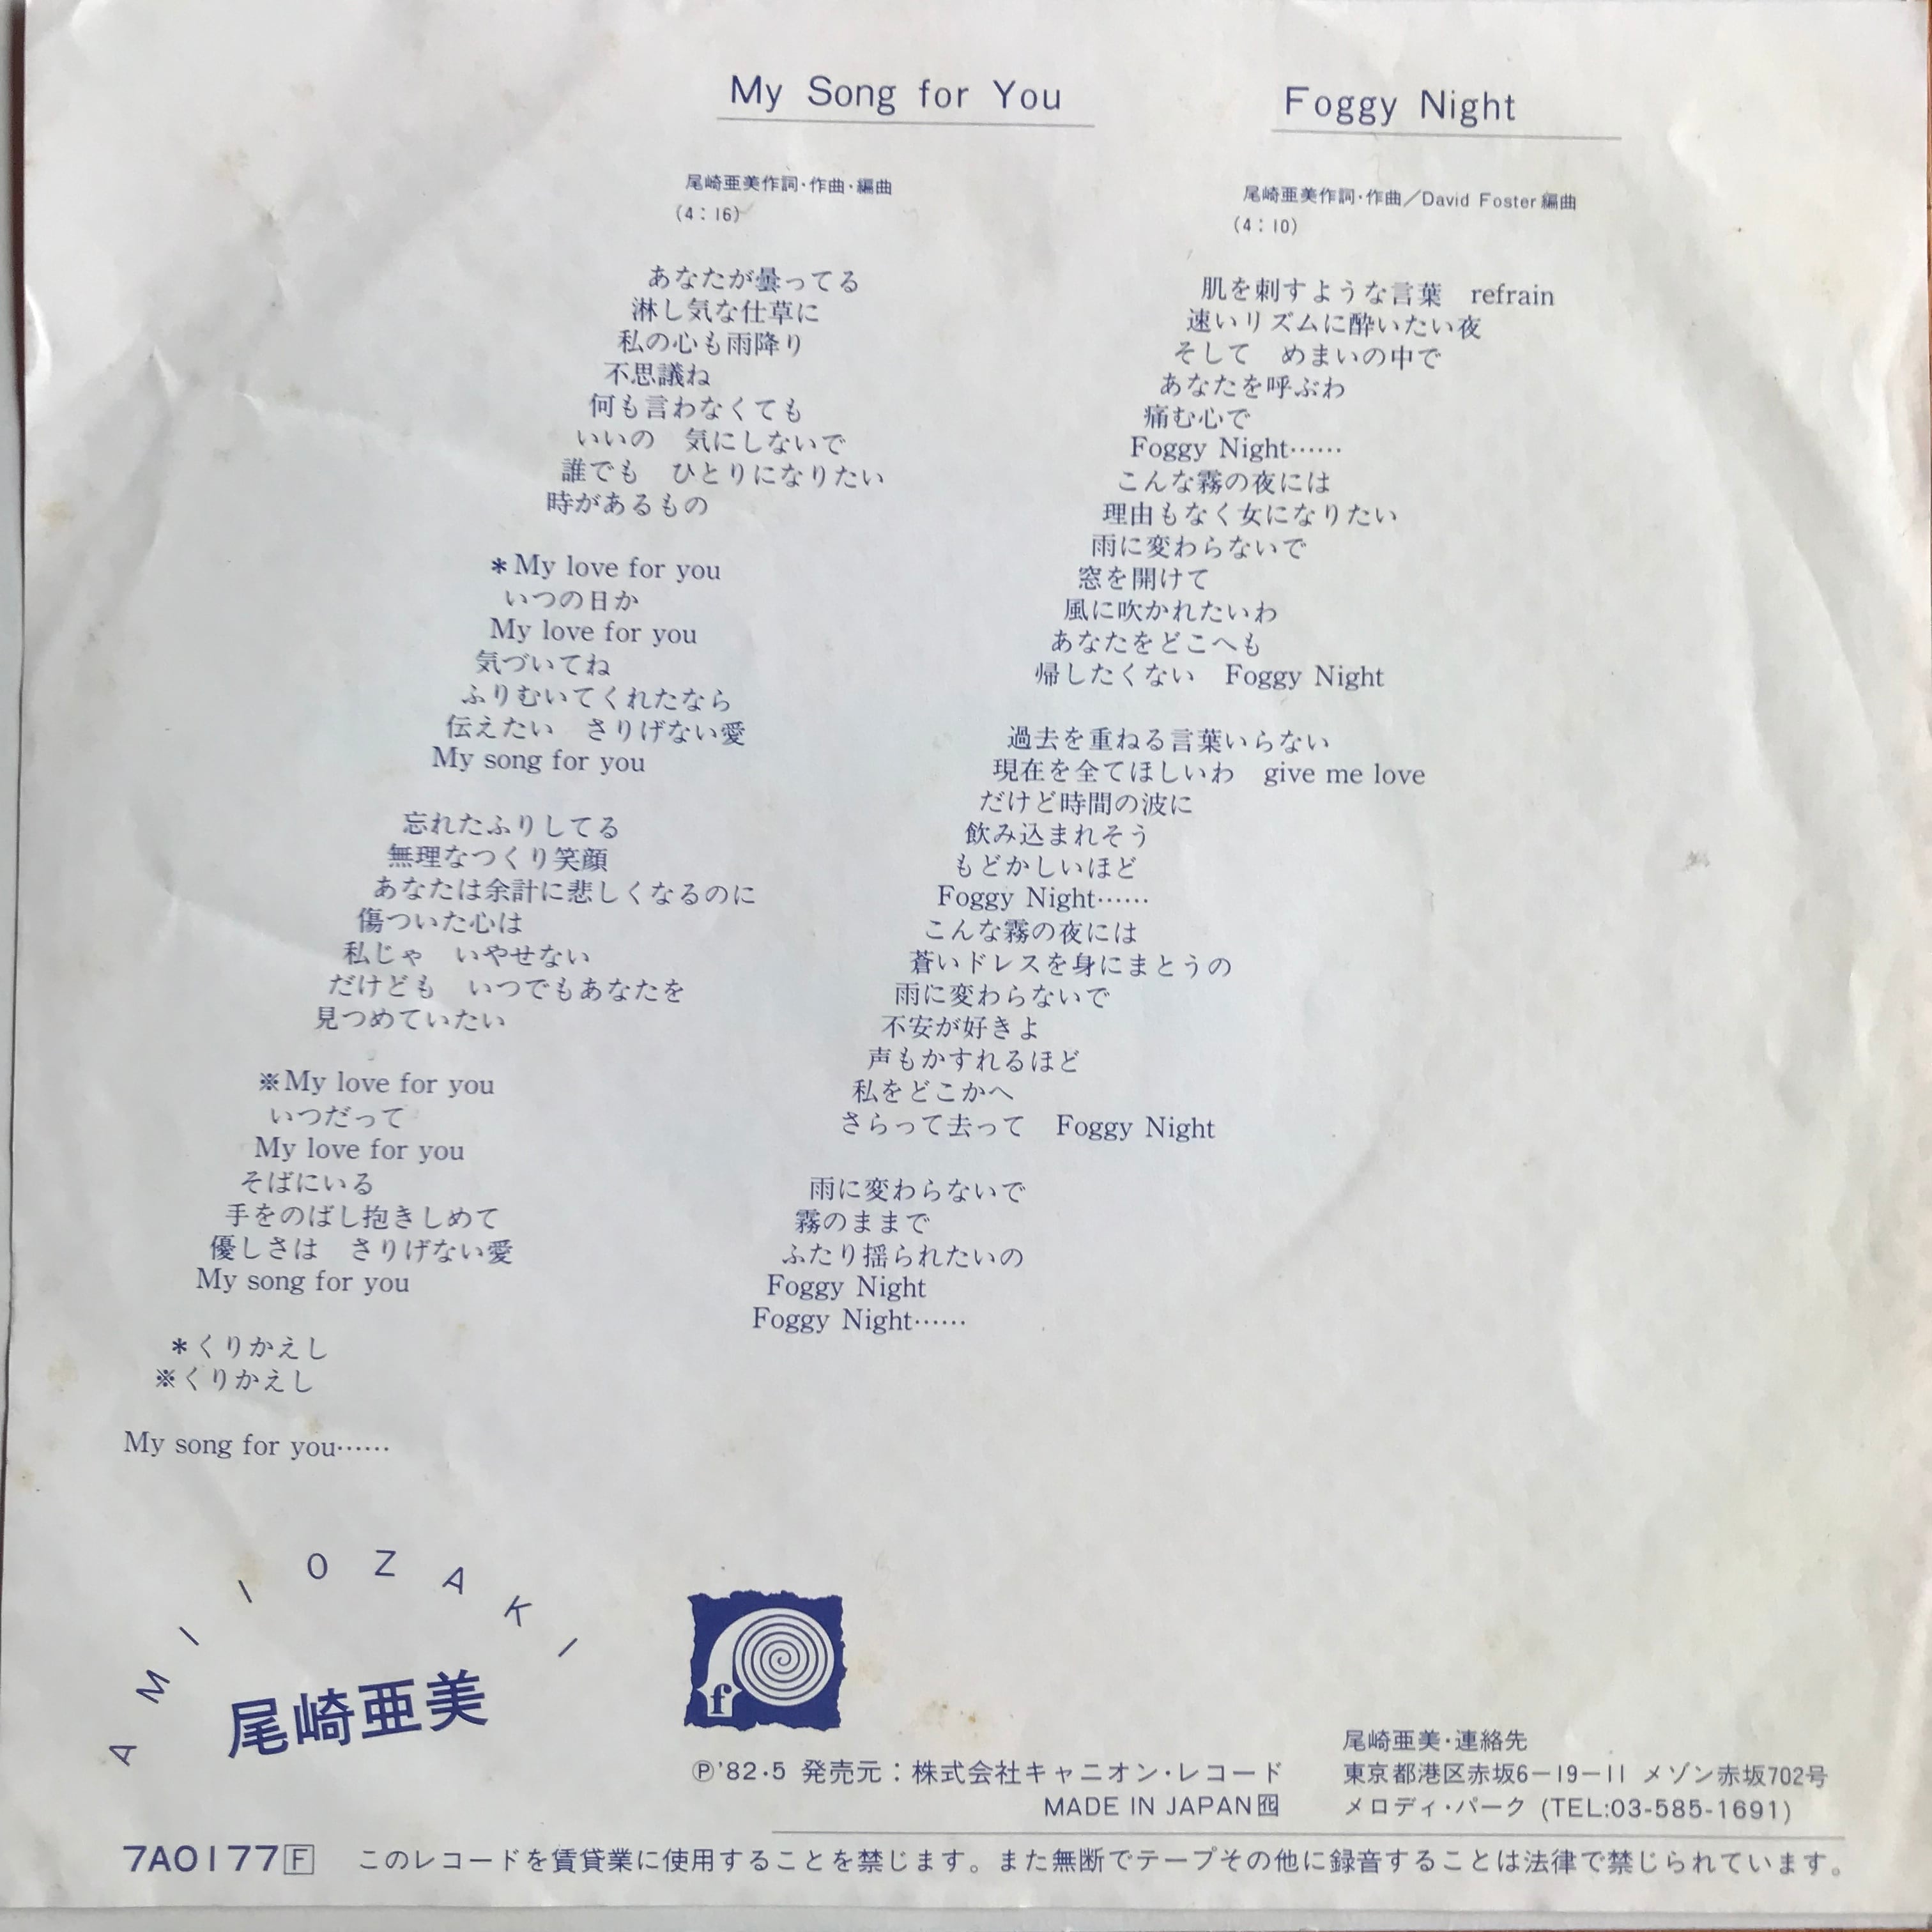 My Song for You
尾崎亜美作詞・作曲・編曲
(4：16)
あなたが曇ってる
淋し気な仕草に
私の心も雨降り
不思議ね
何も言わなくても
いいの　気にしないで
誰でも　ひとりになりたい
時があるもの
＊My love for you
いつの日か
My love for you
気づいてね
ふりむいてくれたなら
伝えたい　さりげない愛
My song for you
忘れたふりしてる
無理なつくり笑顔
あなたは余計に悲しくなるのに
傷ついた心は
私じゃ　いやせない
だけども　いつでもあなたを
見つめていたい
※My love for you
いつだって
My love for you
そばにいる
手をのばし抱きしめて
優しさは　さりげない愛
My song for you
＊くりかえし
※くりかえし
My song for you……
Foggy Night
尾崎亜美作詞・作曲／David Foster編曲
(4：10)
肌を刺すような言葉　refrain
速いリズムに酔いたい夜
そして　めまいの中で
あなたを呼ぶわ
痛む心で
Foggy Night……
こんな霧の夜には
理由もなく女になりたい
雨に変わらないで
窓を開けて
風に吹かれたいわ
あなたをどこへも
帰したくない　Foggy Night
過去を重ねる言葉いらない
現在を全てほしいわ　give me love
だけど時間の波に
飲み込まれそう
もどかしいほど
Foggy Night……
こんな霧の夜には
蒼いドレスを身にまとうの
雨に変わらないで
不安が好きよ
声もかすれるほど
私をどこかへ
さらって去って　Foggy Night
雨に変わらないで
霧のままで
ふたり揺られたいの
Foggy Night
Foggy Night……
AMI OZAKI
尾崎亜美
f
Ⓟ'82・5 発売元：株式会社キャニオン・レコード
MADE IN JAPAN
尾崎亜美・連絡先
東京都港区赤坂6－19－11 メゾン赤坂702号
メロディ・パーク (TEL:03-585-1691)
7A0177 F このレコードを賃貸業に使用することを禁じます。また無断でテープその他に録音することは法律で禁じられています。